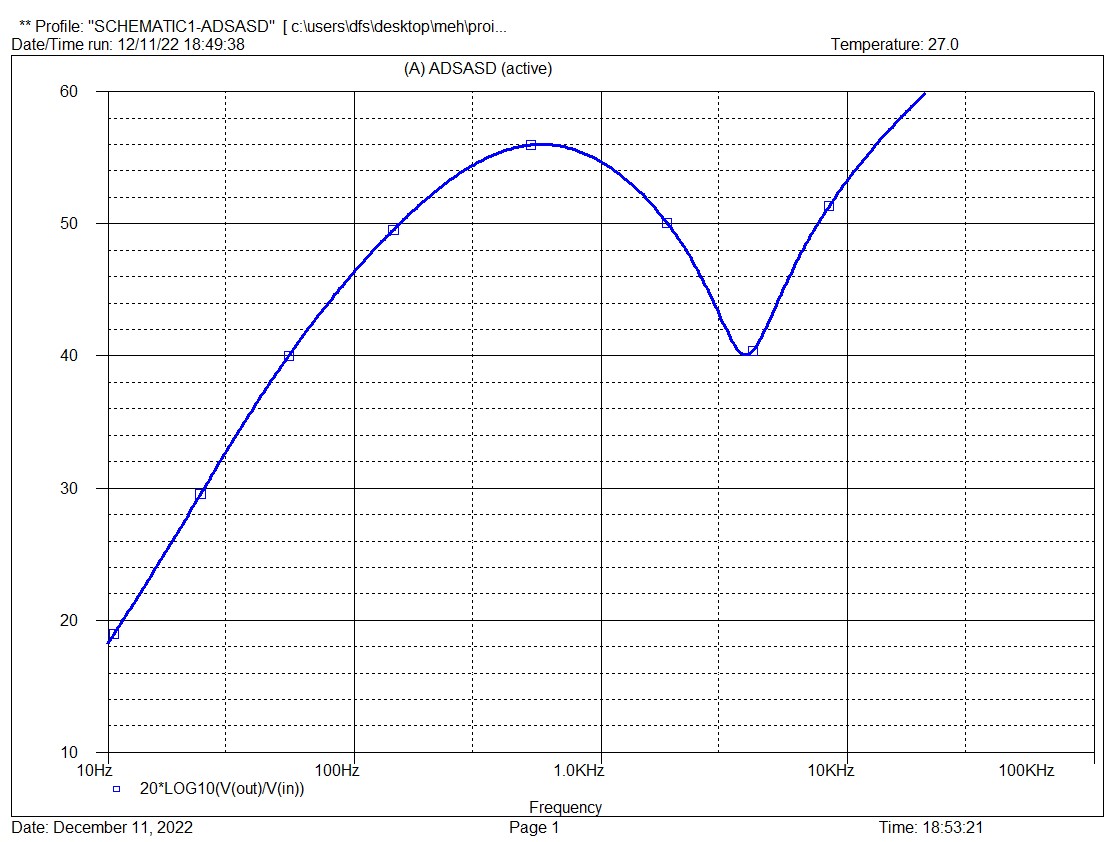 ** Profile: "SCHEMATIC1-ADSASD"  [ c:\users\dfs\desktop\meh\proi...
Date/Time run: 12/11/22 18:49:38 Temperature: 27.0
(A) ADSASD (active)
60
50
40
30
20
10
10Hz 100Hz 1.0KHz 10KHz 100KHz
20*LOG10(V(out)/V(in))
Frequency
Date: December 11, 2022 Page 1 Time: 18:53:21